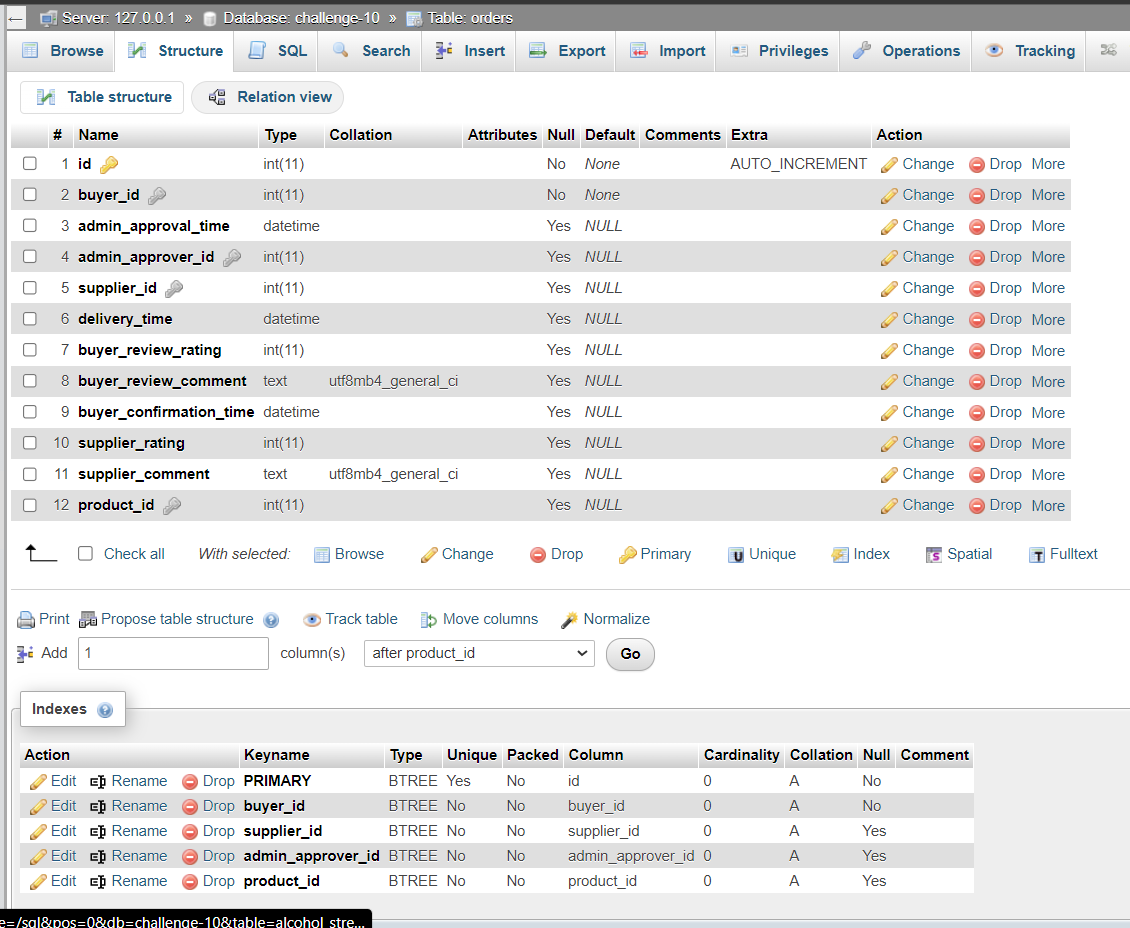 Server: 127.0.0.1 » Database: challenge-10 » Table: orders
Browse Structure SQL Search Insert Export Import Privileges Operations Tracking
Table structure Relation view
# Name Type Collation Attributes Null Default Comments Extra Action
1 id int(11) No None AUTO_INCREMENT Change Drop More
2 buyer_id int(11) No None Change Drop More
3 admin_approval_time datetime Yes NULL Change Drop More
4 admin_approver_id int(11) Yes NULL Change Drop More
5 supplier_id int(11) Yes NULL Change Drop More
6 delivery_time datetime Yes NULL Change Drop More
7 buyer_review_rating int(11) Yes NULL Change Drop More
8 buyer_review_comment text utf8mb4_general_ci Yes NULL Change Drop More
9 buyer_confirmation_time datetime Yes NULL Change Drop More
10 supplier_rating int(11) Yes NULL Change Drop More
11 supplier_comment text utf8mb4_general_ci Yes NULL Change Drop More
12 product_id int(11) Yes NULL Change Drop More
Check all With selected: Browse Change Drop Primary Unique Index Spatial Fulltext
Print Propose table structure Track table Move columns Normalize
Add 1 column(s) after product_id Go
Indexes
Action Keyname Type Unique Packed Column Cardinality Collation Null Comment
Edit Rename Drop PRIMARY BTREE Yes No id 0 A No
Edit Rename Drop buyer_id BTREE No No buyer_id 0 A No
Edit Rename Drop supplier_id BTREE No No supplier_id 0 A Yes
Edit Rename Drop admin_approver_id BTREE No No admin_approver_id 0 A Yes
Edit Rename Drop product_id BTREE No No product_id 0 A Yes
e=/sql&pos=0&db=challenge-10&table=alcohol_stre...